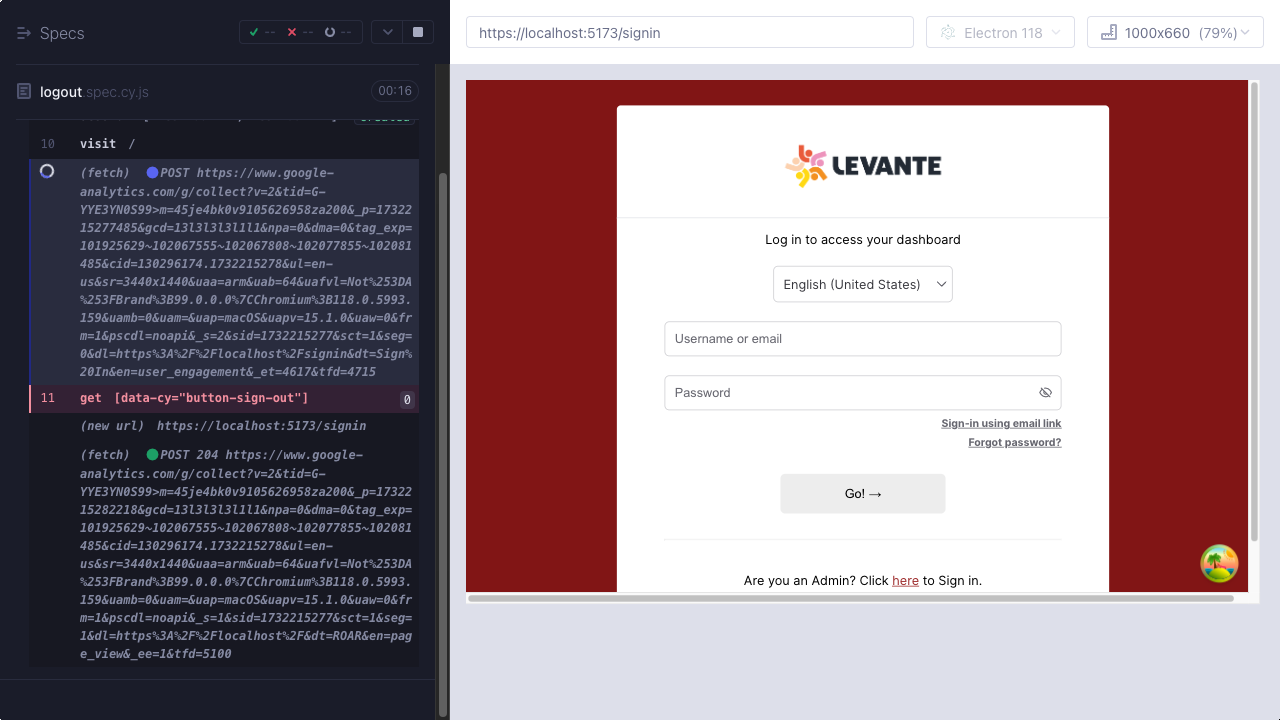 Specs
-- -- --
logout.spec.cy.js
00:16
10 visit /
(fetch) POST https://www.google-
analytics.com/g/collect?v=2&tid=G-
YYE3YN0S99>m=45je4bk0v9105626958za200&_p=17322
15277485&gcd=13l3l3l3l1l1&npa=0&dma=0&tag_exp=
101925629~102067555~102067808~102077855~102081
485&cid=130296174.1732215278&ul=en-
us&sr=3440x1440&uaa=arm&uab=64&uafvl=Not%253DA
%253FBrand%3B99.0.0.0%7CChromium%3B118.0.5993.
159&uamb=0&uam=&uap=macOS&uapv=15.1.0&uaw=0&fr
m=1&pscdl=noapi&_s=2&sid=1732215277&sct=1&seg=
0&dl=https%3A%2F%2Flocalhost%2Fsignin&dt=Sign%
20In&en=user_engagement&_et=4617&tfd=4715
11 get [data-cy="button-sign-out"] 0
(new url) https://localhost:5173/signin
(fetch) POST 204 https://www.google-
analytics.com/g/collect?v=2&tid=G-
YYE3YN0S99>m=45je4bk0v9105626958za200&_p=17322
15282218&gcd=13l3l3l3l1l1&npa=0&dma=0&tag_exp=
101925629~102067555~102067808~102077855~102081
485&cid=130296174.1732215278&ul=en-
us&sr=3440x1440&uaa=arm&uab=64&uafvl=Not%253DA
%253FBrand%3B99.0.0.0%7CChromium%3B118.0.5993.
159&uamb=0&uam=&uap=macOS&uapv=15.1.0&uaw=0&fr
m=1&pscdl=noapi&_s=1&sid=1732215277&sct=1&seg=
1&dl=https%3A%2F%2Flocalhost%2F&dt=ROAR&en=pag
e_view&_ee=1&tfd=5100
https://localhost:5173/signin
Electron 118
1000x660 (79%)
LEVANTE
Log in to access your dashboard
English (United States)
Username or email
Password
Sign-in using email link
Forgot password?
Go! →
Are you an Admin? Click here to Sign in.